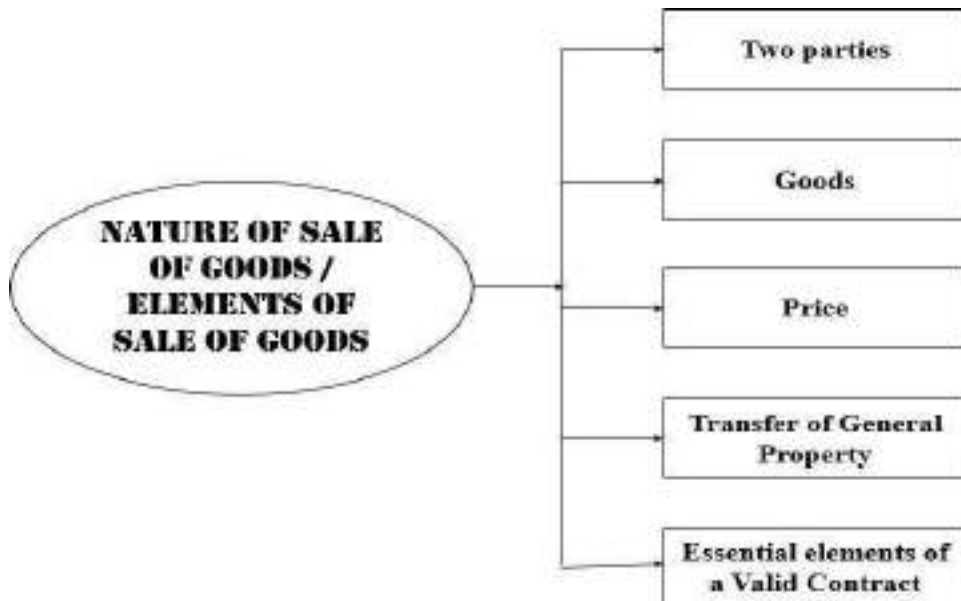 NATURE OF SALE
OF GOODS /
ELEMENTS OF
SALE OF GOODS
Two parties
Goods
Price
Transfer of General
Property
Essential elements of
a Valid Contract